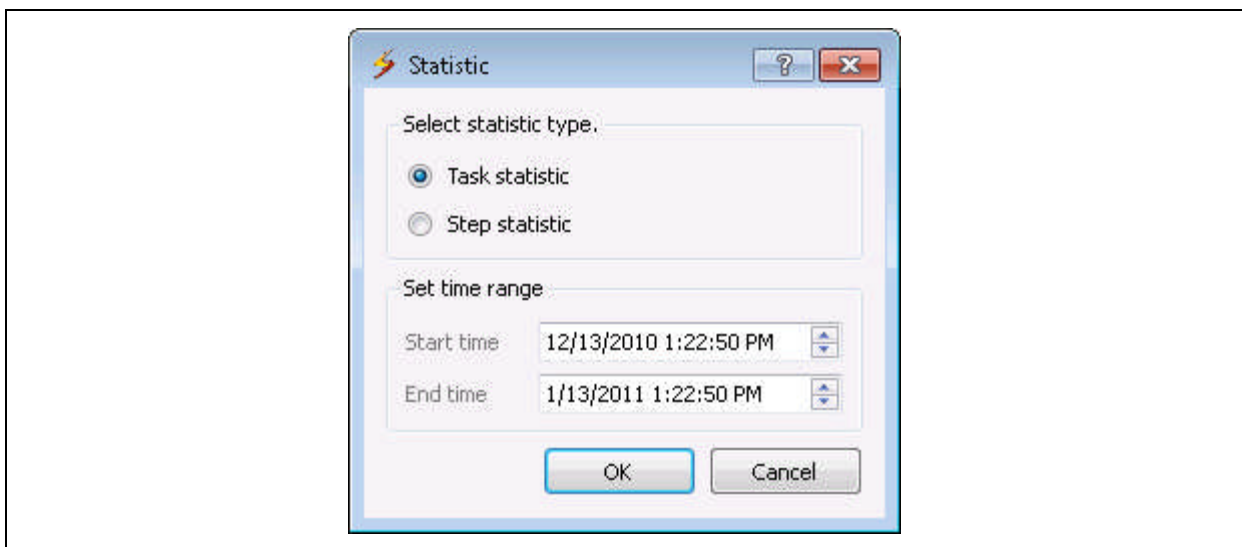 Statistic
Select statistic type.
Task statistic
Step statistic
Set time range
Start time 12/13/2010 1:22:50 PM
End time 1/13/2011 1:22:50 PM
OK Cancel